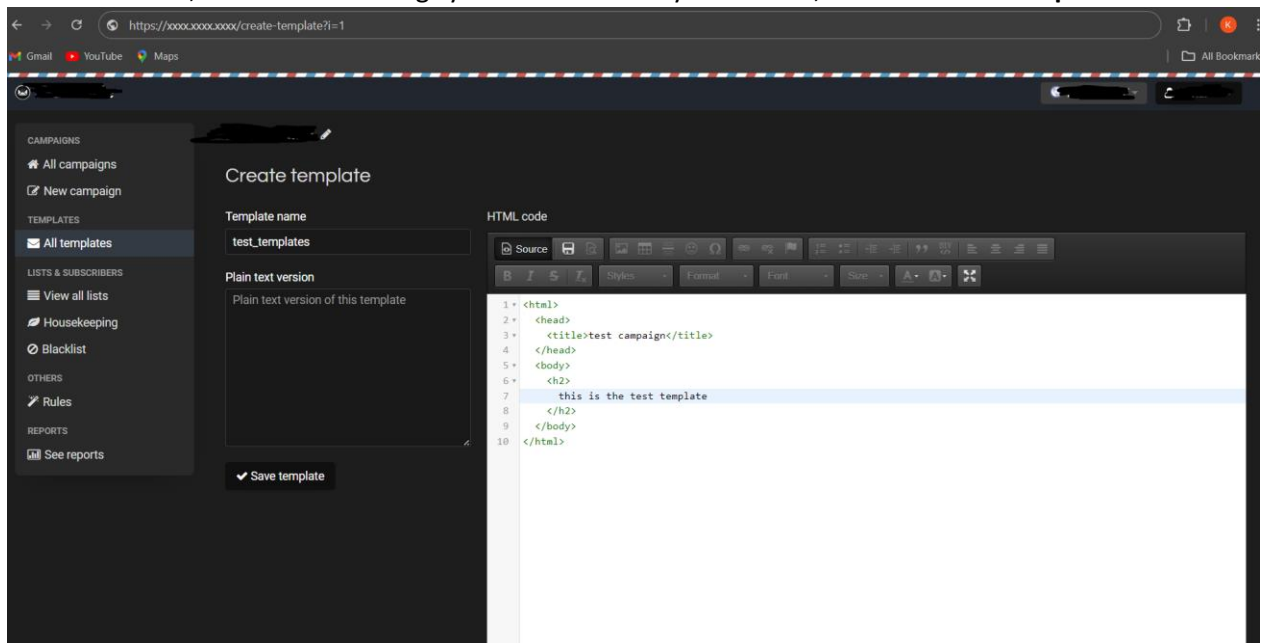 https://xxxx.xxxx.xxxx/create-template?i=1
K
Gmail YouTube Maps
All Bookmark
CAMPAIGNS
All campaigns
New campaign
TEMPLATES
All templates
LISTS & SUBSCRIBERS
View all lists
Housekeeping
Blacklist
OTHERS
Rules
REPORTS
See reports
Create template
Template name
test_templates
Plain text version
Plain text version of this template
Save template
HTML code
Source
B I S Tx Styles Format Font Size A A
1 <html>
2 <head>
3 <title>test campaign</title>
4 </head>
5 <body>
6 <h2>
7 this is the test template
8 </h2>
9 </body>
10 </html>